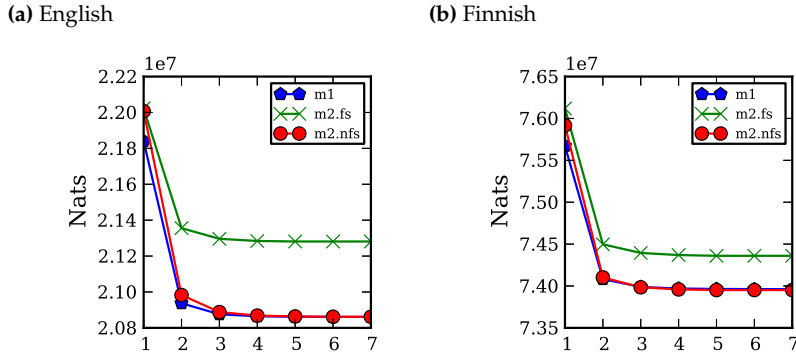 (a) English
(b) Finnish
1e7
2.22
2.20
2.18
2.16
2.14
2.12
2.10
2.08
Nats
1 2 3 4 5 6 7
m1
m2.fs
m2.nfs
1e7
7.65
7.60
7.55
7.50
7.45
7.40
7.35
Nats
1 2 3 4 5 6 7
m1
m2.fs
m2.nfs